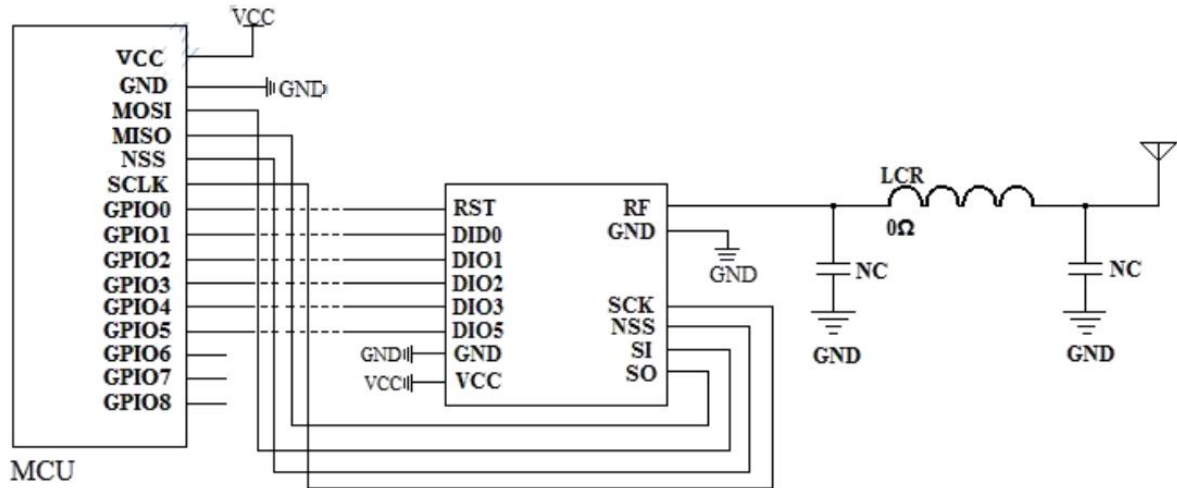 VCC
VCC
GND
GND
MOSI
MISO
NSS
SCLK
GPIO0
GPIO1
GPIO2
GPIO3
GPIO4
GPIO5
GPIO6
GPIO7
GPIO8
MCU
RST
DID0
DIO1
DIO2
DIO3
DIO5
GND
GND
VCC
VCC
RF
GND
GND
SCK
NSS
SI
SO
LCR
0Ω
NC
GND
NC
GND